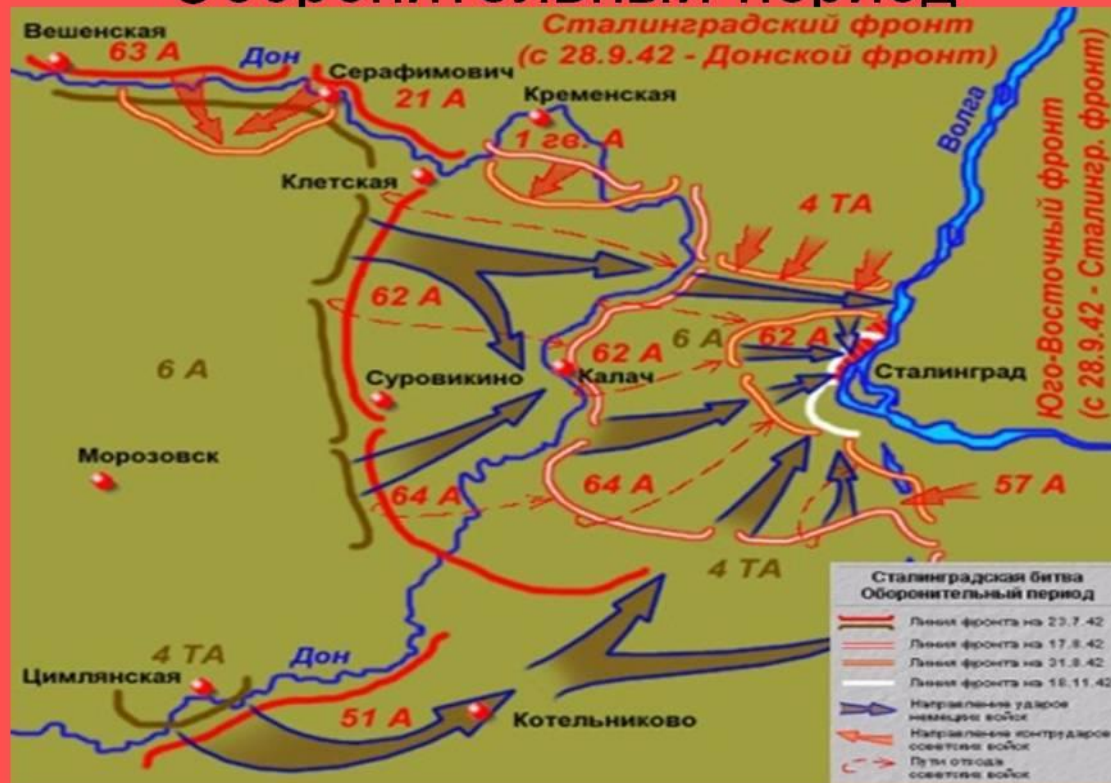 Оборонительный период
Вешенская
63 А
Дон
Серафимович
21 А
Сталинградский фронт
(с 28.9.42 - Донской фронт)
Кременская
1 гв. А
Клетская
Волга
Юго-Восточный фронт
(с 28.9.42 - Сталингр. фронт)
4 ТА
62 А
6 А
62 А
6 А
62 А
Суровикино
Калач
Сталинград
Морозовск
64 А
64 А
57 А
4 ТА
4 ТА
Дон
Цимлянская
51 А
Котельниково
Сталинградская битва
Оборонительный период
Линия фронта на 23.7.42
Линия фронта на 17.8.42
Линия фронта на 31.8.42
Линия фронта на 18.11.42
Направление ударов
немецких войск
Направление контрударов
советских войск
Пути отхода
советских войск